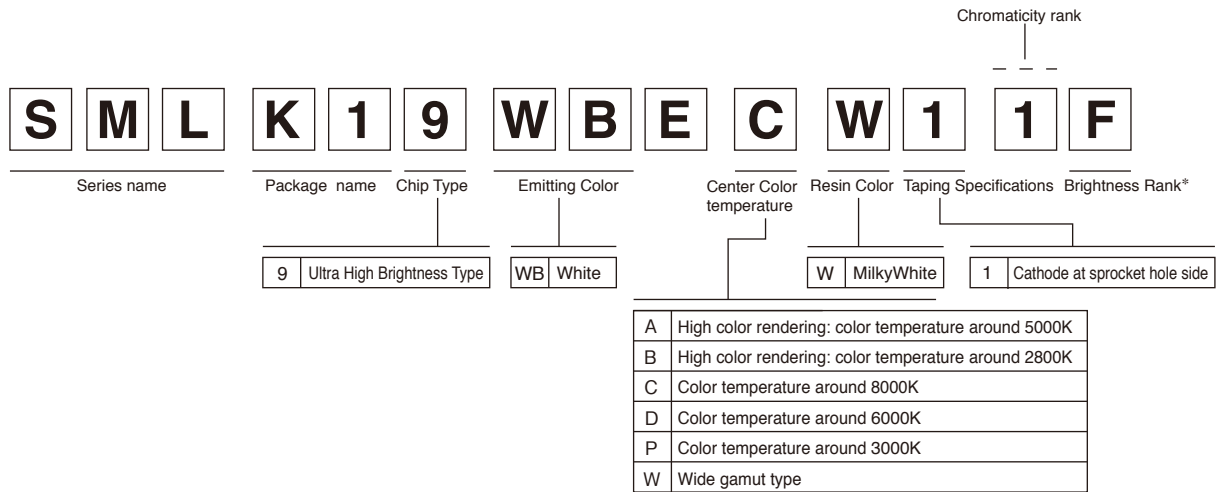 Chromaticity rank
S M L K 1 9 W B E C W 1 1 F
Series name Package name Chip Type Emitting Color Center Color temperature Resin Color Taping Specifications Brightness Rank*
9 Ultra High Brightness Type
WB White
W MilkyWhite
1 Cathode at sprocket hole side
A High color rendering: color temperature around 5000K
B High color rendering: color temperature around 2800K
C Color temperature around 8000K
D Color temperature around 6000K
P Color temperature around 3000K
W Wide gamut type